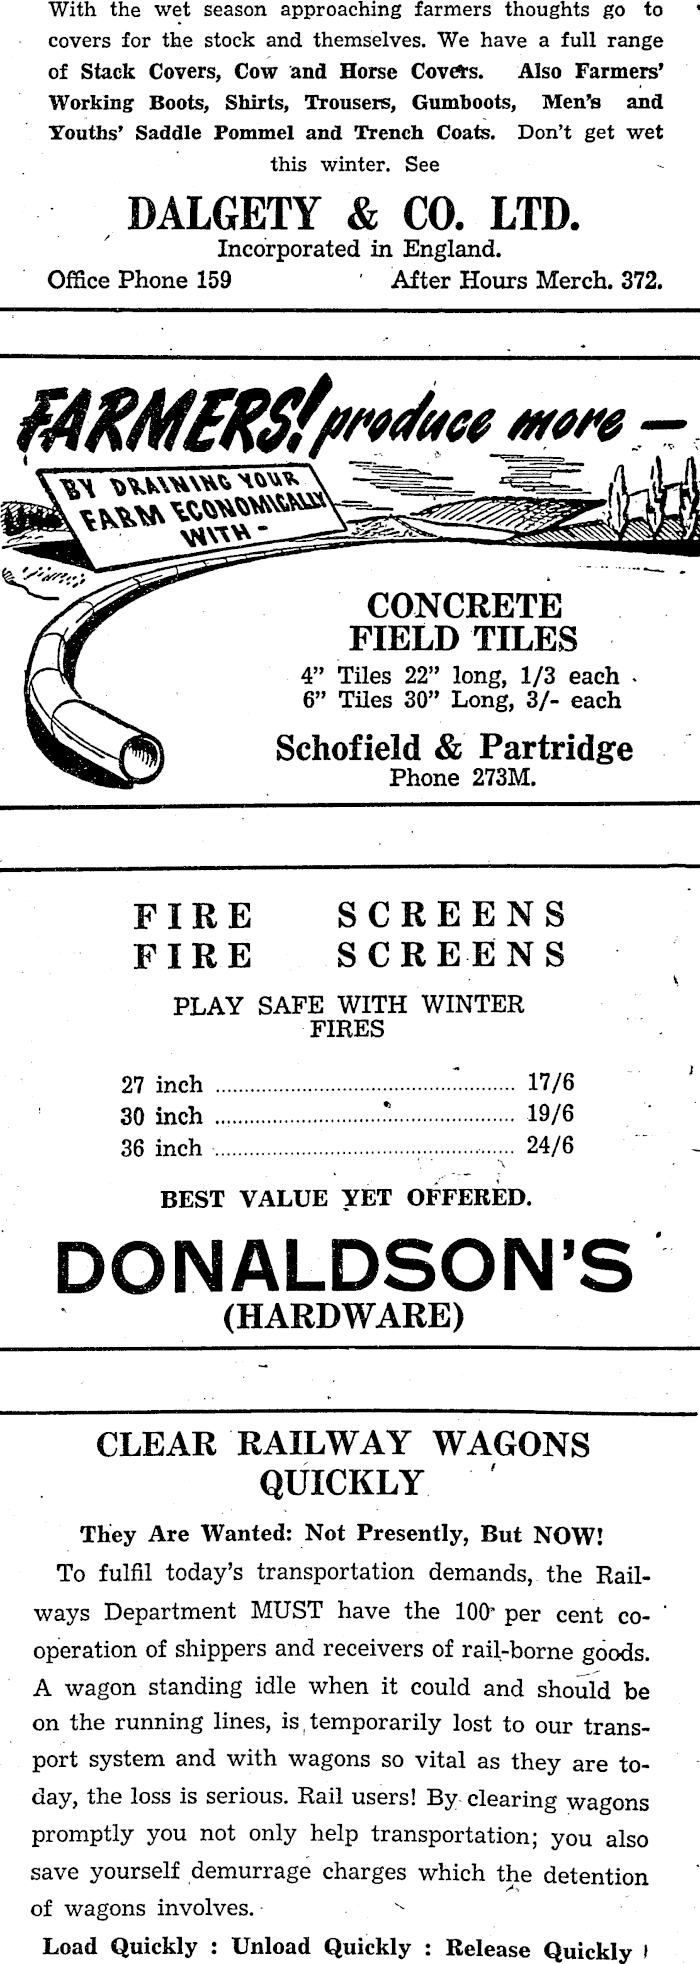 With the wet season approaching farmers thoughts go to
covers for the stock and themselves. We have a full range
of Stack Covers, Cow and Horse Covers. Also Farmers'
Working Boots, Shirts, Trousers, Gumboots, Men's and
Youths' Saddle Pommel and Trench Coats. Don't get wet
this winter. See
DALGETY & CO. LTD.
Incorporated in England.
Office Phone 159 After Hours Merch. 372.
FARMERS! produce more —
BY DRAINING YOUR
FARM ECONOMICALLY
WITH -
CONCRETE
FIELD TILES
4" Tiles 22" long, 1/3 each
6" Tiles 30" Long, 3/- each
Schofield & Partridge
Phone 273M.
FIRE SCREENS
FIRE SCREENS
PLAY SAFE WITH WINTER
FIRES
27 inch ........................ 17/6
30 inch ........................ 19/6
36 inch ........................ 24/6
BEST VALUE YET OFFERED.
DONALDSON'S
(HARDWARE)
CLEAR RAILWAY WAGONS
QUICKLY
They Are Wanted: Not Presently, But NOW!
To fulfil today's transportation demands, the Rail-
ways Department MUST have the 100 per cent co-
operation of shippers and receivers of rail-borne goods.
A wagon standing idle when it could and should be
on the running lines, is temporarily lost to our trans-
port system and with wagons so vital as they are to-
day, the loss is serious. Rail users! By clearing wagons
promptly you not only help transportation; you also
save yourself demurrage charges which the detention
of wagons involves.
Load Quickly : Unload Quickly : Release Quickly !